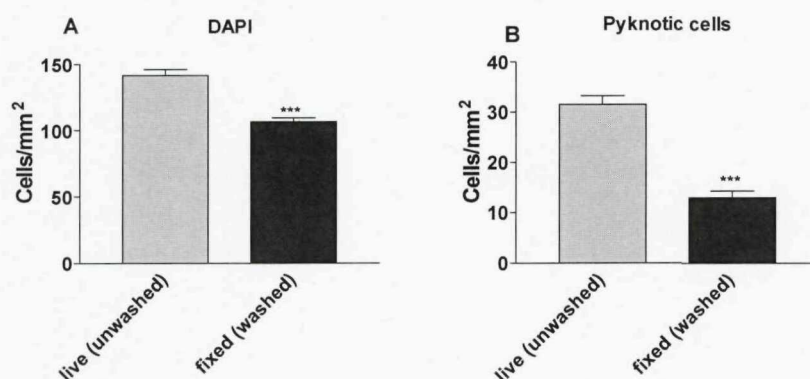 A
DAPI
150
100
50
0
Cells/mm²
***
live (unwashed)
fixed (washed)
B
Pyknotic cells
40
30
20
10
0
Cells/mm²
***
live (unwashed)
fixed (washed)